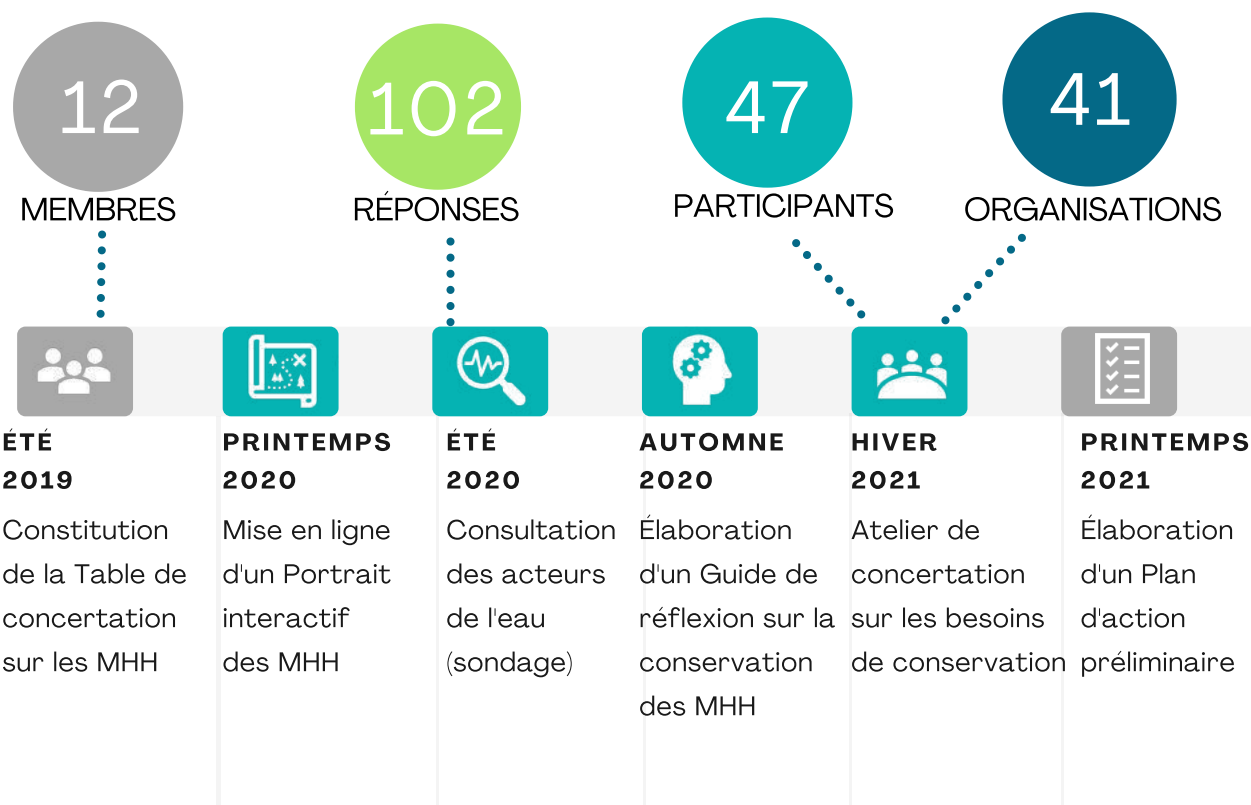 12
MEMBRES
102
RÉPONSES
47
PARTICIPANTS
41
ORGANISATIONS
ÉTÉ
2019
Constitution
de la Table de
concertation
sur les MHH
PRINTEMPS
2020
Mise en ligne
d'un Portrait
interactif
des MHH
ÉTÉ
2020
Consultation
des acteurs
de l'eau
(sondage)
AUTOMNE
2020
Élaboration
d'un Guide de
réflexion sur la
conservation
des MHH
HIVER
2021
Atelier de
concertation
sur les besoins
de conservation
PRINTEMPS
2021
Élaboration
d'un Plan
d'action
préliminaire